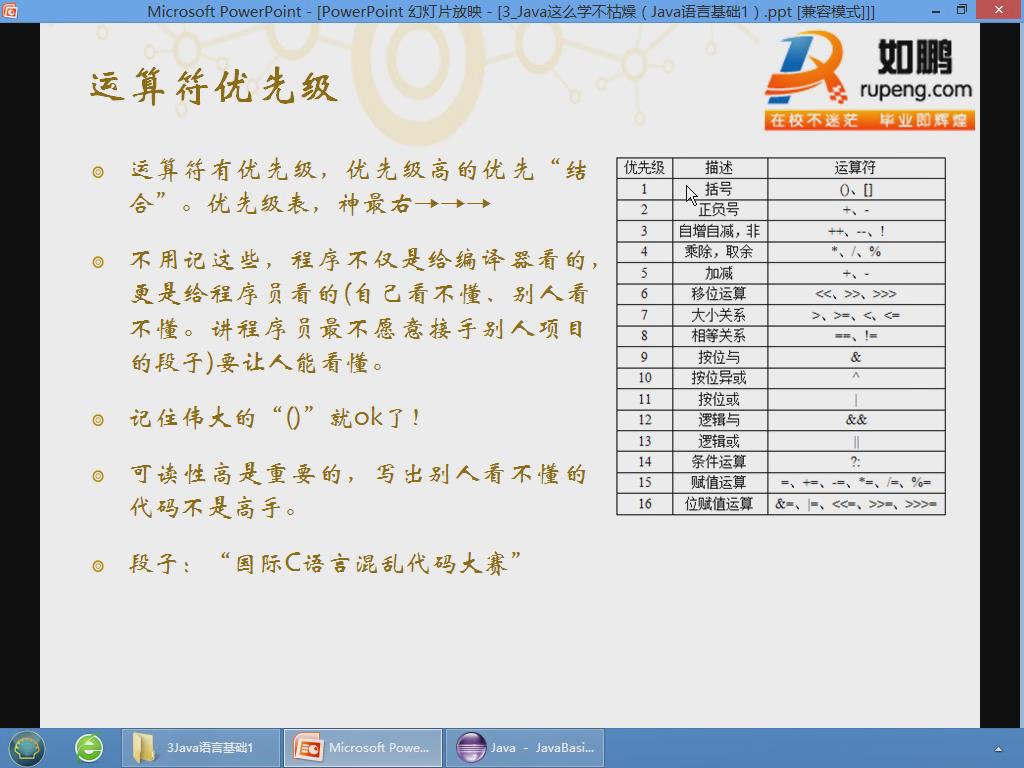 Microsoft PowerPoint - [PowerPoint 幻灯片放映 - [3_Java这么学不枯燥（Java语言基础1）.ppt [兼容模式]]]
运算符优先级
如鹏
rupeng.com
在校不迷茫 毕业即辉煌
运算符有优先级，优先级高的优先“结
合”。优先级表，神最右→→→
不用记这些，程序不仅是给编译器看的，
更是给程序员看的(自己看不懂、别人看
不懂。讲程序员最不愿意接手别人项目
的段子)要让人能看懂。
记住伟大的“()”就ok了！
可读性高是重要的，写出别人看不懂的
代码不是高手。
段子：“国际C语言混乱代码大赛”
优先级 描述 运算符
1 括号 ()、[]
2 正负号 +、-
3 自增自减，非 ++、--、!
4 乘除，取余 *、/、%
5 加减 +、-
6 移位运算 <<、>>、>>>
7 大小关系 >、>=、<、<=
8 相等关系 ==、!=
9 按位与 &
10 按位异或 ^
11 按位或 |
12 逻辑与 &&
13 逻辑或 ||
14 条件运算 ?:
15 赋值运算 =、+=、-=、*=、/=、%=
16 位赋值运算 &=、|=、<<=、>>=、>>>=
3Java语言基础1
Microsoft Powe...
Java - JavaBasi...